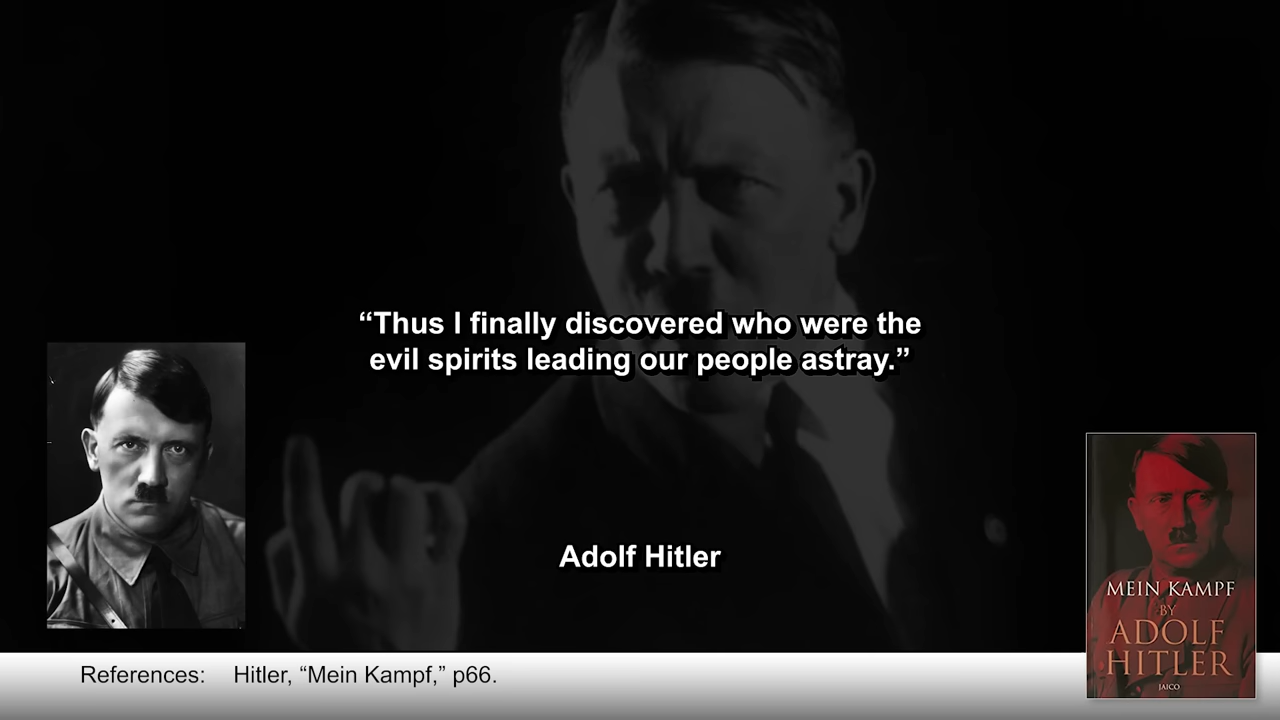 “Thus I finally discovered who were the
evil spirits leading our people astray.”
Adolf Hitler
MEIN KAMPF
BY
ADOLF
HITLER
JAICO
References: Hitler, “Mein Kampf,” p66.